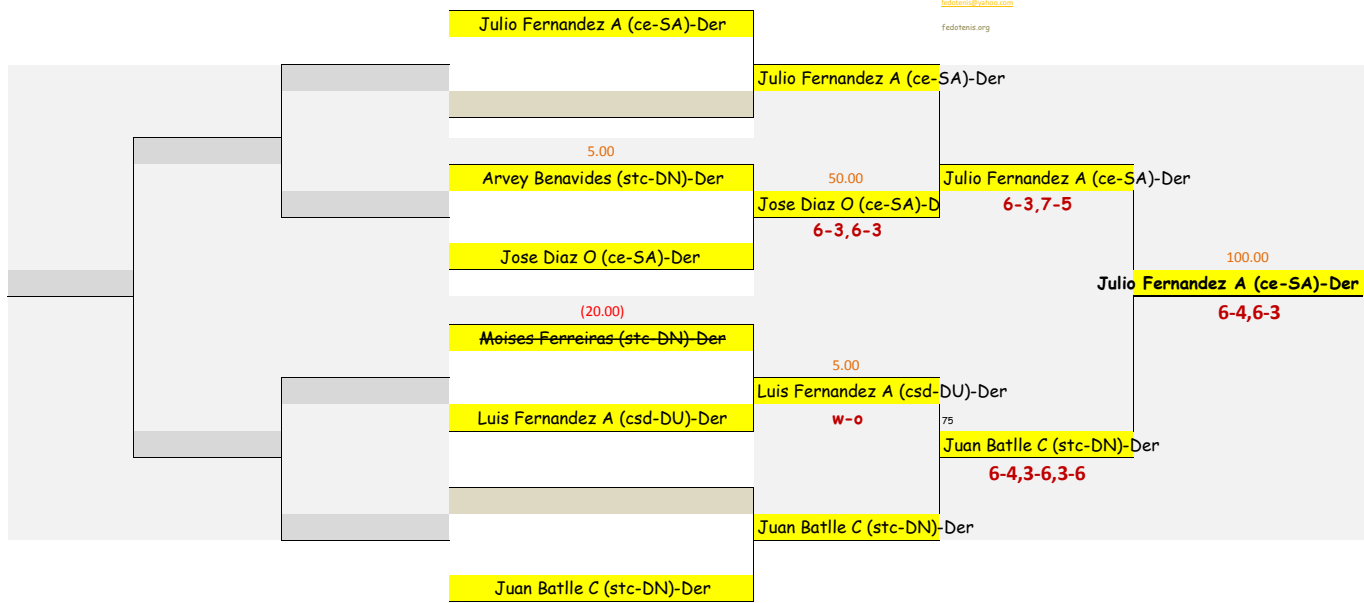 fedotenis@yahoo.com
Julio Fernandez A (ce-SA)-Der
fedotenis.org
Julio Fernandez A (ce-SA)-Der
5.00
Arvey Benavides (stc-DN)-Der
50.00
Julio Fernandez A (ce-SA)-Der
Jose Diaz O (ce-SA)-D
6-3,7-5
6-3,6-3
Jose Diaz O (ce-SA)-Der
100.00
Julio Fernandez A (ce-SA)-Der
(20.00)
6-4,6-3
Moises Ferreiras (stc-DN)-Der
5.00
Luis Fernandez A (csd-DU)-Der
Luis Fernandez A (csd-DU)-Der
w-o
75
Juan Batlle C (stc-DN)-Der
6-4,3-6,3-6
Juan Batlle C (stc-DN)-Der
Juan Batlle C (stc-DN)-Der